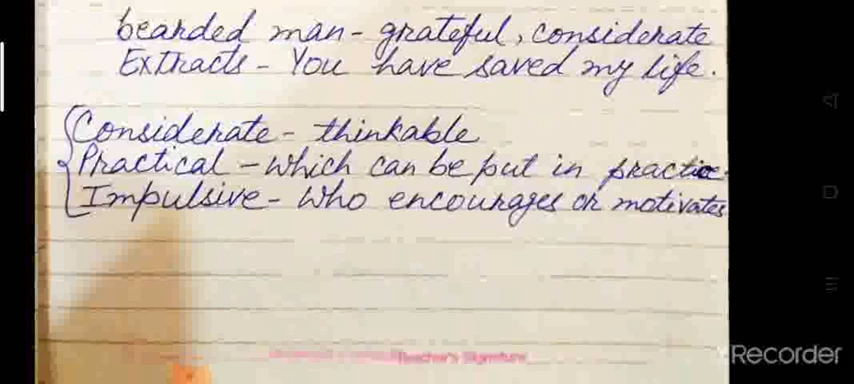 bearded man - grateful, considerate
Extracts - You have saved my life.
Considerate - thinkable
Practical - which can be put in practice.
Impulsive - Who encourages or motivates
Teacher's Signature
Recorder